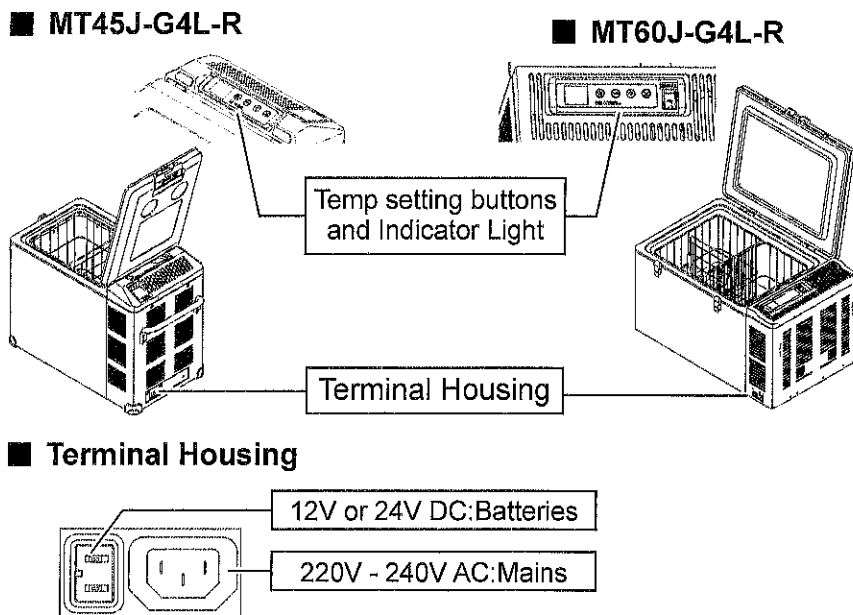 ■ MT45J-G4L-R
■ MT60J-G4L-R
Temp setting buttons
and Indicator Light
Terminal Housing
■ Terminal Housing
12V or 24V DC:Batteries
220V - 240V AC:Mains